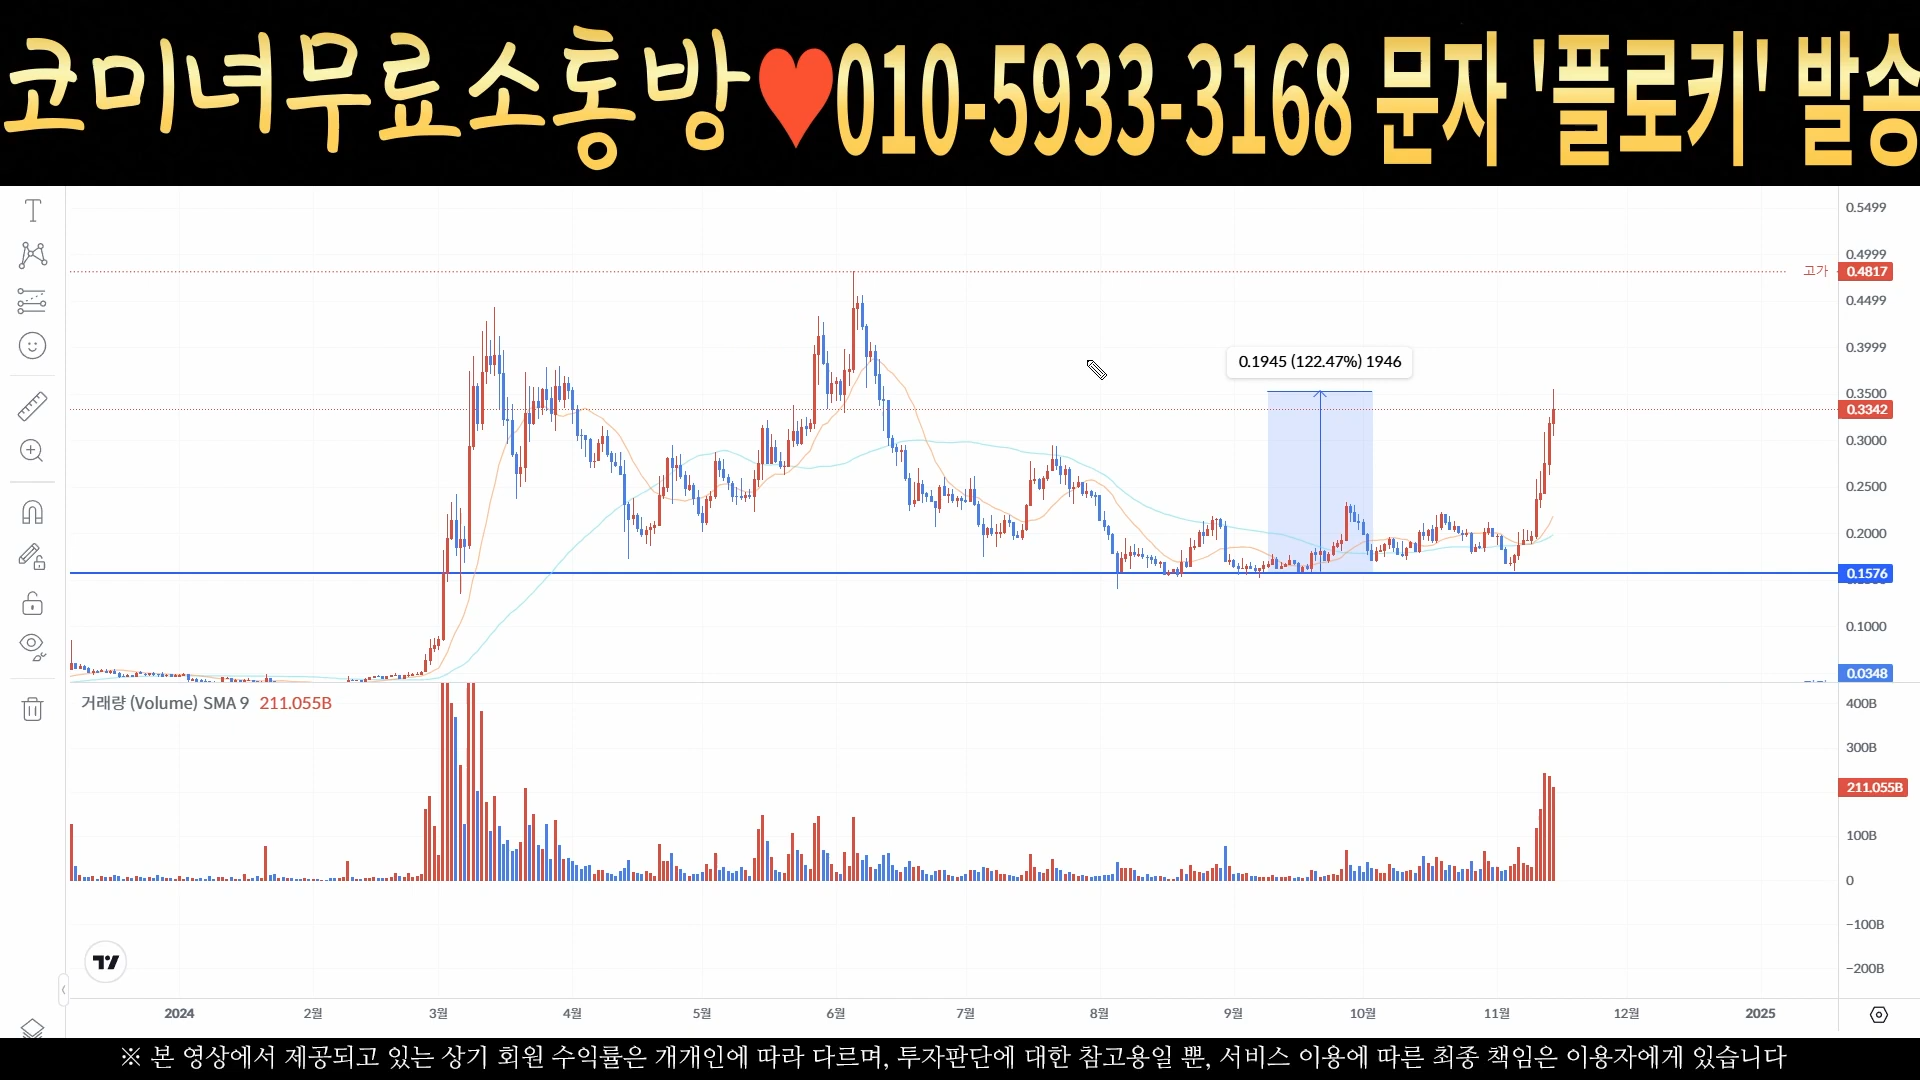 코미녀무료소통방♥010-5933-3168 문자 '플로키' 발송
0.5499
0.4999
고가 0.4817
0.4499
0.3999
0.1945 (122.47%) 1946
0.3500
0.3342
0.3000
0.2500
0.2000
0.1576
0.1000
0.0348
거래량 (Volume) SMA 9 211.055B
400B
300B
211.055B
100B
0
−100B
−200B
2024 2월 3월 4월 5월 6월 7월 8월 9월 10월 11월 12월 2025
※ 본 영상에서 제공되고 있는 상기 회원 수익률은 개개인에 따라 다르며, 투자판단에 대한 참고용일 뿐, 서비스 이용에 따른 최종 책임은 이용자에게 있습니다